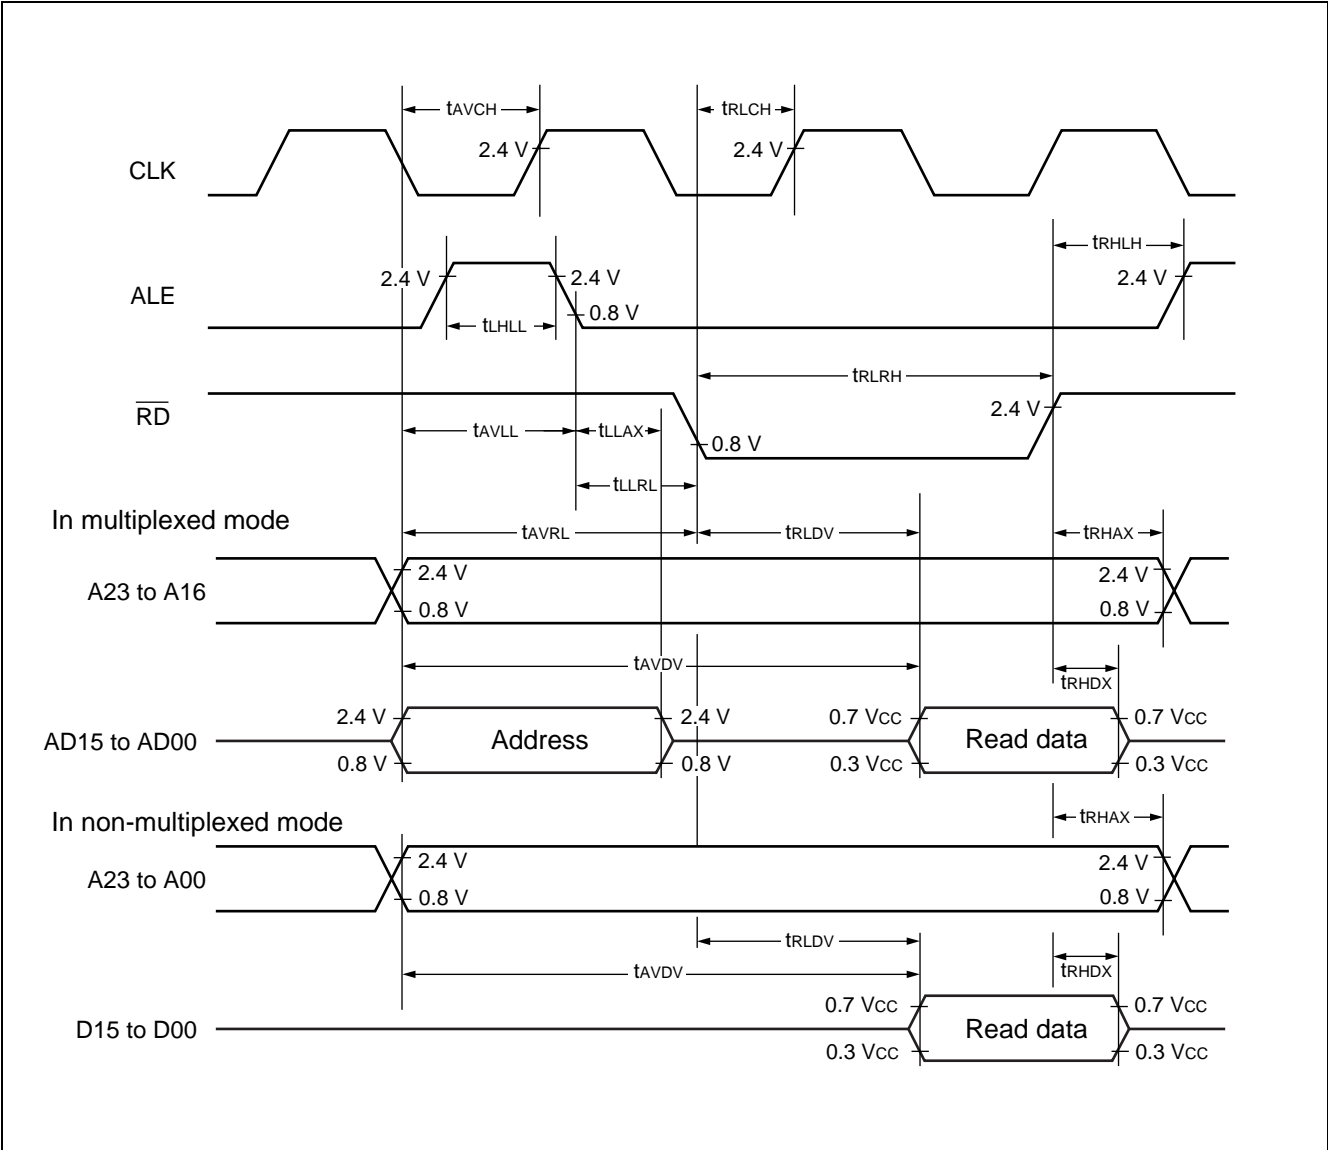 tAVCH
tRLCH
CLK
2.4 V
2.4 V
tRHLH
ALE
2.4 V
2.4 V
2.4 V
0.8 V
tLHLL
tRLRH
RD
2.4 V
tAVLL
tLLAX
0.8 V
tLLRL
In multiplexed mode
tAVRL
tRLDV
tRHAX
A23 to A16
2.4 V
2.4 V
0.8 V
0.8 V
tAVDV
tRHDX
2.4 V
2.4 V
0.7 VCC
0.7 VCC
AD15 to AD00
Address
Read data
0.8 V
0.8 V
0.3 VCC
0.3 VCC
In non-multiplexed mode
tRHAX
A23 to A00
2.4 V
2.4 V
0.8 V
0.8 V
tRLDV
tAVDV
tRHDX
0.7 VCC
0.7 VCC
D15 to D00
Read data
0.3 VCC
0.3 VCC